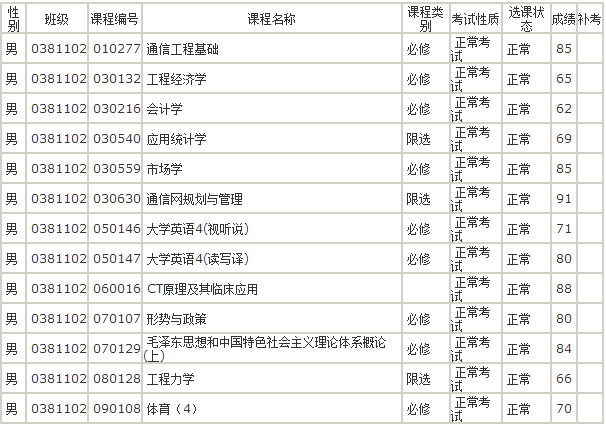 性别 班级 课程编号 课程名称 课程类别 考试性质 选课状态 成绩 补考
男 0381102 010277 通信工程基础 必修 正常考试 正常 85
男 0381102 030132 工程经济学 必修 正常考试 正常 65
男 0381102 030216 会计学 必修 正常考试 正常 62
男 0381102 030540 应用统计学 限选 正常考试 正常 69
男 0381102 030559 市场学 必修 正常考试 正常 85
男 0381102 030630 通信网规划与管理 限选 正常考试 正常 91
男 0381102 050146 大学英语4(视听说) 必修 正常考试 正常 71
男 0381102 050147 大学英语4(读写译) 必修 正常考试 正常 80
男 0381102 060016 CT原理及其临床应用 正常考试 正常 88
男 0381102 070107 形势与政策 必修 正常考试 正常 80
男 0381102 070129 毛泽东思想和中国特色社会主义理论体系概论(上) 必修 正常考试 正常 84
男 0381102 080128 工程力学 限选 正常考试 正常 66
男 0381102 090108 体育（4） 必修 正常考试 正常 70